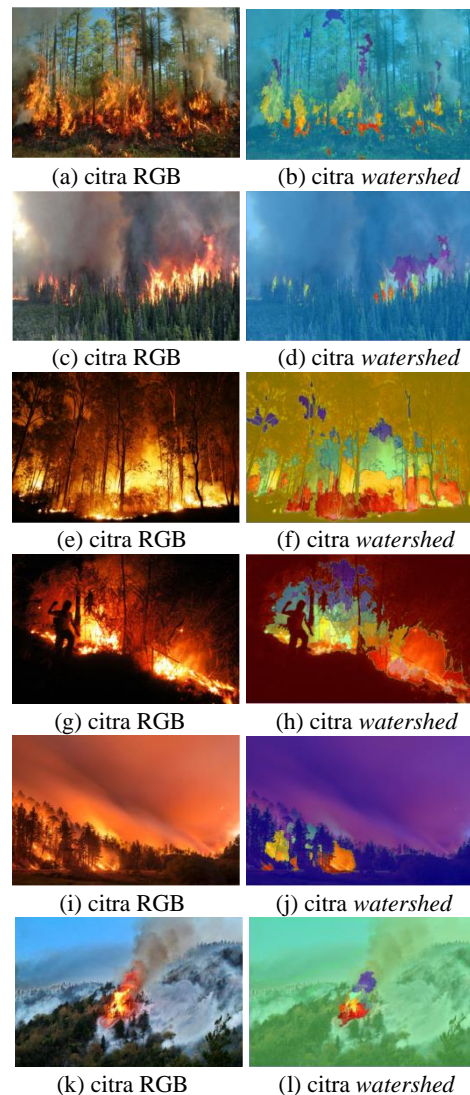 (a) citra RGB (b) citra watershed
(c) citra RGB (d) citra watershed
(e) citra RGB (f) citra watershed
(g) citra RGB (h) citra watershed
(i) citra RGB (j) citra watershed
(k) citra RGB (l) citra watershed